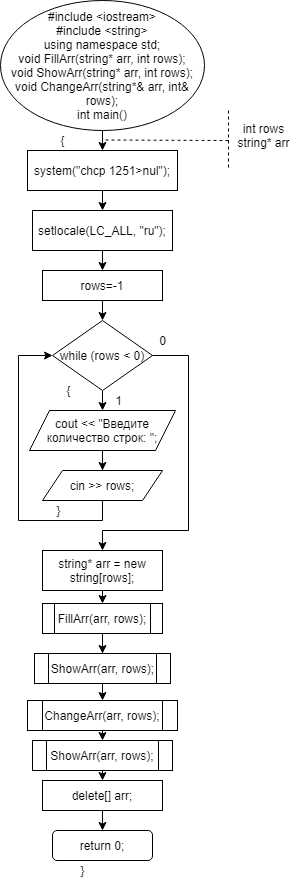 #include <iostream>
#include <string>
using namespace std;
void FillArr(string* arr, int rows);
void ShowArr(string* arr, int rows);
void ChangeArr(string*& arr, int&
rows);
int main()
int rows
string* arr
{
system("chcp 1251>nul");
setlocale(LC_ALL, "ru");
rows=-1
0
while (rows < 0)
{
1
cout << "Введите
количество строк: ";
cin >> rows;
}
string* arr = new
string[rows];
FillArr(arr, rows);
ShowArr(arr, rows);
ChangeArr(arr, rows);
ShowArr(arr, rows);
delete[] arr;
return 0;
}